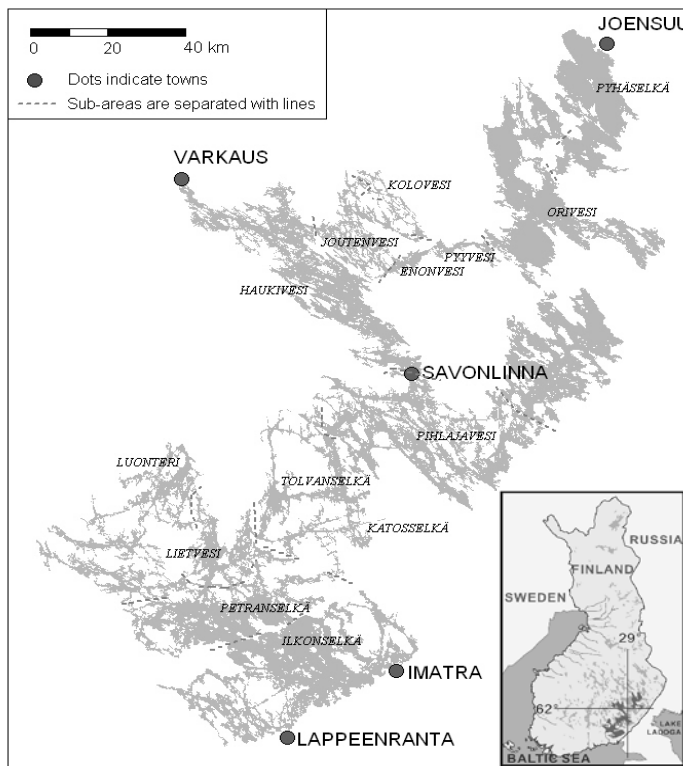 0 20 40 km
Dots indicate towns
Sub-areas are separated with lines
JOENSUU
PYHÄSELKÄ
VARKAUS
KOLOVESI
ORIVESI
JOUTENVESI
PYYVESI
ENONVESI
HAUKIVESI
SAVONLINNA
PIHLAJAVESI
LUONTERI
TOLVANSELKÄ
KATOSSELKÄ
LIETVESI
PETRANSELKÄ
ILKONSELKÄ
IMATRA
LAPPEENRANTA
RUSSIA
FINLAND
SWEDEN
29
62°
LAKE
LADOGA
BALTIC SEA